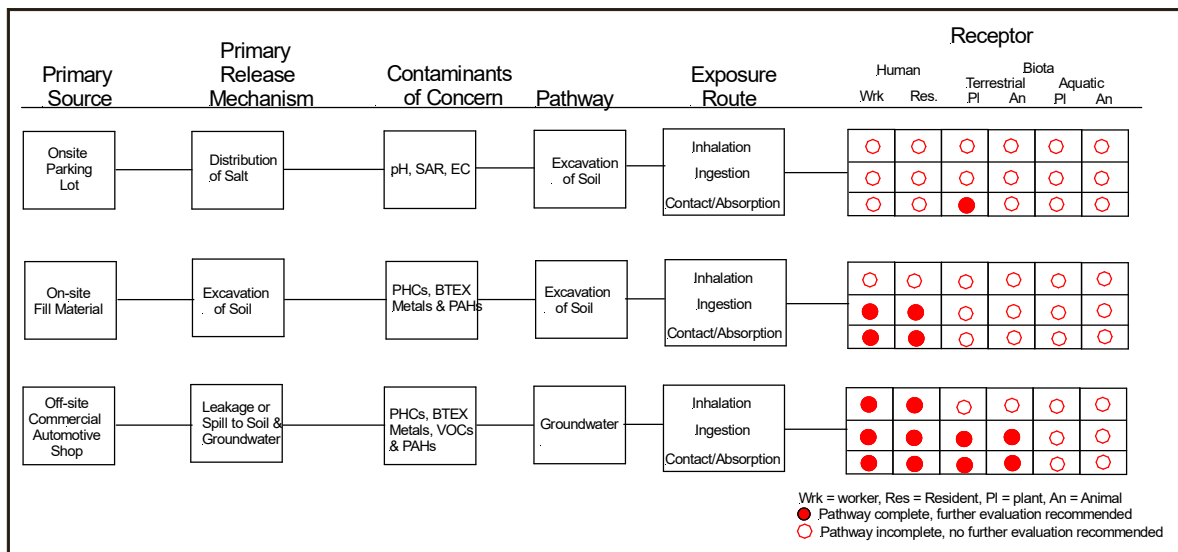 Receptor
Primary
Source
Primary
Release
Mechanism
Contaminants
of Concern
Pathway
Exposure
Route
Human
Biota
Terrestrial
Aquatic
Wrk
Res.
Pl
An
Pl
An
Onsite
Parking
Lot
Distribution
of Salt
pH, SAR, EC
Excavation
of Soil
Inhalation
Ingestion
Contact/Absorption
On-site
Fill Material
Excavation
of Soil
PHCs, BTEX
Metals & PAHs
Excavation
of Soil
Inhalation
Ingestion
Contact/Absorption
Off-site
Commercial
Automotive
Shop
Leakage or
Spill to Soil &
Groundwater
PHCs, BTEX
Metals, VOCs
& PAHs
Groundwater
Inhalation
Ingestion
Contact/Absorption
Wrk = worker, Res = Resident, Pl = plant, An = Animal
Pathway complete, further evaluation recommended
Pathway incomplete, no further evaluation recommended